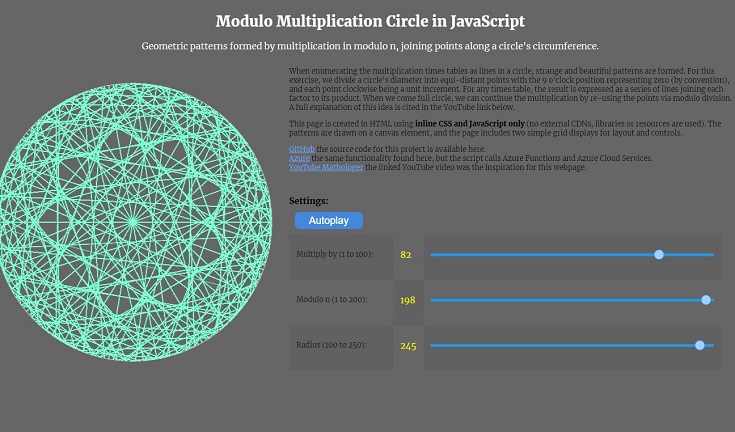 Modulo Multiplication Circle in JavaScript
Geometric patterns formed by multiplication in modulo n, joining points along a circle's circumference.
When enumerating the multiplication times tables as lines in a circle, strange and beautiful patterns are formed. For this
exercise, we divide a circle's diameter into equi-distant points with the 9 o'clock position representing zero (by convention),
and each point clockwise being a unit increment. For any times table, the result is expressed as a series of lines joining each
factor to its product. When we come full circle, we can continue the multiplication by re-using the points via modulo division.
A full explanation of this idea is cited in the YouTube link below.
This page is created in HTML using inline CSS and JavaScript only (no external CDNs, libraries or resources are used). The
patterns are drawn on a canvas element, and the page includes two simple grid displays for layout and controls.
GitHub the source code for this project is available here.
Azure the same functionality found here, but the script calls Azure Functions and Azure Cloud Services.
YouTube Mathologer the linked YouTube video was the inspiration for this webpage.
Settings:
Autoplay
Multiply by (1 to 100): 82
Modulo n (1 to 200): 198
Radius (100 to 250): 245